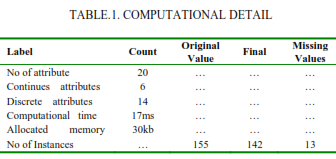 TABLE.1. COMPUTATIONAL DETAIL
Label Count Original Value Final Missing Values
No of attribute 20 ... ... ...
Continues attributes 6 ... ... ...
Discrete attributes 14 ... ... ...
Computational time 17ms ... ... ...
Allocated memory 30kb ... ... ...
No of Instances ... 155 142 13